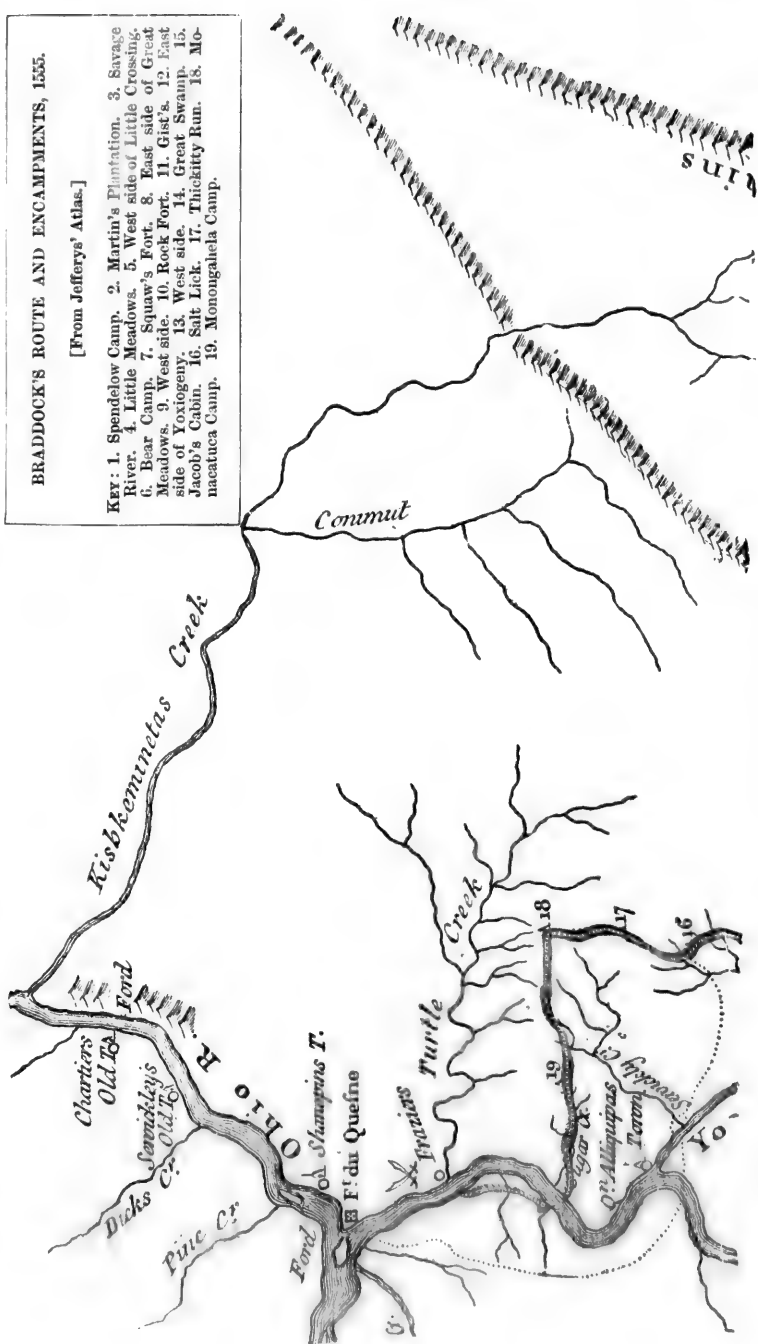 BRADDOCK'S ROUTE AND ENCAMPMENTS, 1555.
[From Jefferys' Atlas.]
KEY: 1. Spendelow Camp. 2. Martin's Plantation. 3. Savage
River. 4. Little Meadows. 5. West side of Little Crossing.
6. Bear Camp. 7. Squaw's Fort. 8. East side of Great
Meadows. 9. West side. 10. Rock Fort. 11. Gist's. 12. East
side of Yoxiogeny. 13. West side. 14. Great Swamp. 15.
Jacob's Cabin. 16. Salt Lick. 17. Thickitty Run. 18. Mo-
nacatuca Camp. 19. Monongahela Camp.
Kishkeminetas Creek
Conimut
Chartiers
Old T.
Ford
Sewickleys
Old T.
Ohio R.
Dicks Cr.
Pine Cr.
Shanopins T.
Ford
Ft. du Quesne
Fraziers
Turtle Creek
18
17
16
19
Sugar Cr.
Sewickly Cr.
Qn. Alliquipas
Town
Yo
C.
kins